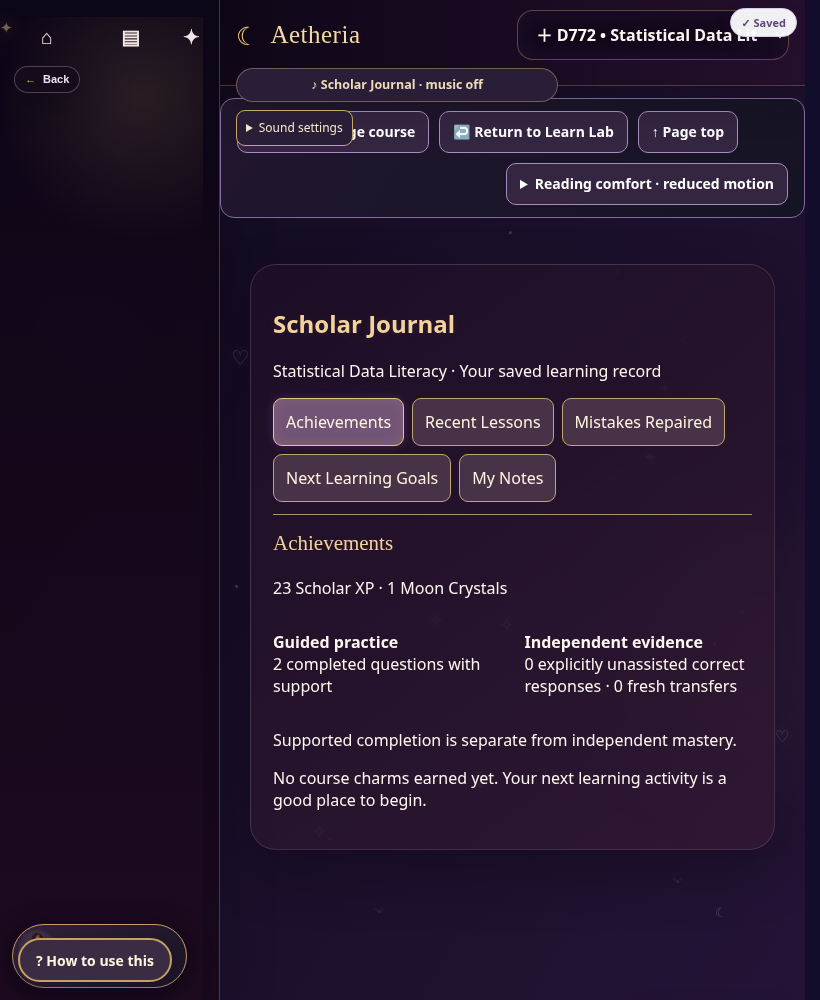 ← Back
☾ Aetheria
+ D772 • Statistical Data Lit
✓ Saved
♪ Scholar Journal · music off
▶ Sound settings
ge course
↩ Return to Learn Lab
↑ Page top
▶ Reading comfort · reduced motion
Scholar Journal
Statistical Data Literacy · Your saved learning record
Achievements
Recent Lessons
Mistakes Repaired
Next Learning Goals
My Notes
Achievements
23 Scholar XP · 1 Moon Crystals
Guided practice
2 completed questions with
support
Independent evidence
0 explicitly unassisted correct
responses · 0 fresh transfers
Supported completion is separate from independent mastery.
No course charms earned yet. Your next learning activity is a
good place to begin.
? How to use this